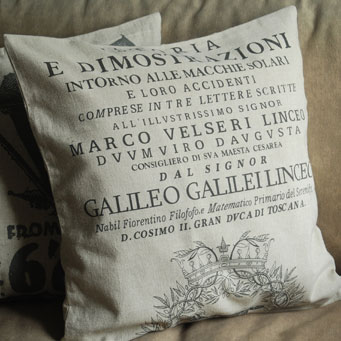 E DIMOSTRAZIONI
INTORNO ALLE MACCHIE SOLARI
E LORO ACCIDENTI
COMPRESE IN TRE LETTERE SCRITTE
ALL'ILLVSTRISSIMO SIGNOR
MARCO VELSERI LINCEO
DVVMVIRO D'AVGVSTA
CONSIGLIERO DI SVA MAESTA CESAREA
DAL SIGNOR
GALILEO GALILEI LINCEO
Nobil Fiorentino, Filosofo, e Matematico Primario del
D. COSIMO II. GRAN DVCA DI TOSCANA.
FROM